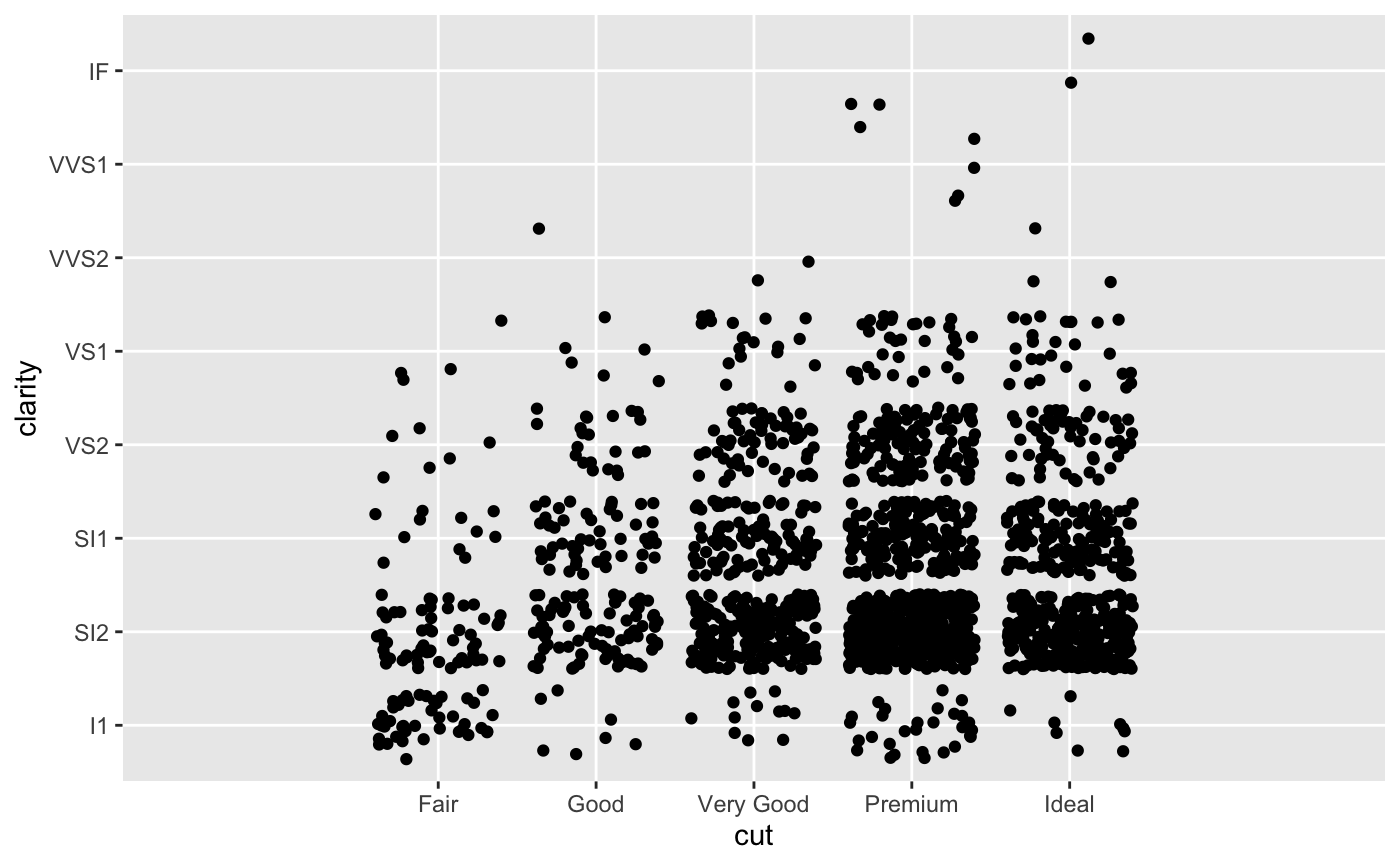 IF
VVS1
VVS2
VS1
VS2
SI1
SI2
I1
clarity
Fair Good Very Good Premium Ideal
cut